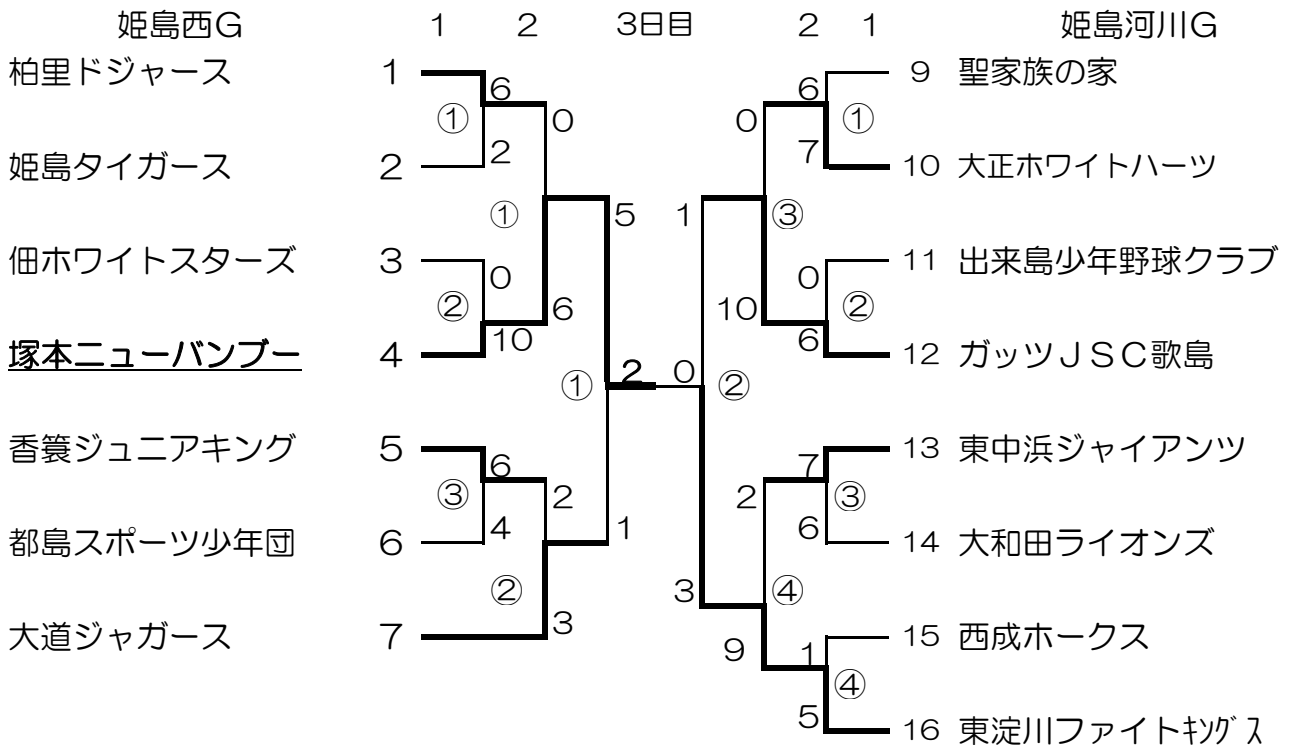 姫島西G 1 2 3日目 2 1 姫島河川G
柏里ドジャース 1 6 6 9 聖家族の家
① 0 0 ①
姫島タイガース 2 2 7 10 大正ホワイトハーツ
① 5 1 ③
佃ホワイトスターズ 3 0 0 11 出来島少年野球クラブ
② 6 10 ②
塚本ニューバンブー 4 10 6 12 ガッツJSC歌島
① 2 0 ②
香簑ジュニアキング 5 6 7 13 東中浜ジャイアンツ
③ 2 2 ③
都島スポーツ少年団 6 4 1 6 14 大和田ライオンズ
② 3 ④
大道ジャガース 7 3 9 1 15 西成ホークス
④
5 16 東淀川ファイトキングス